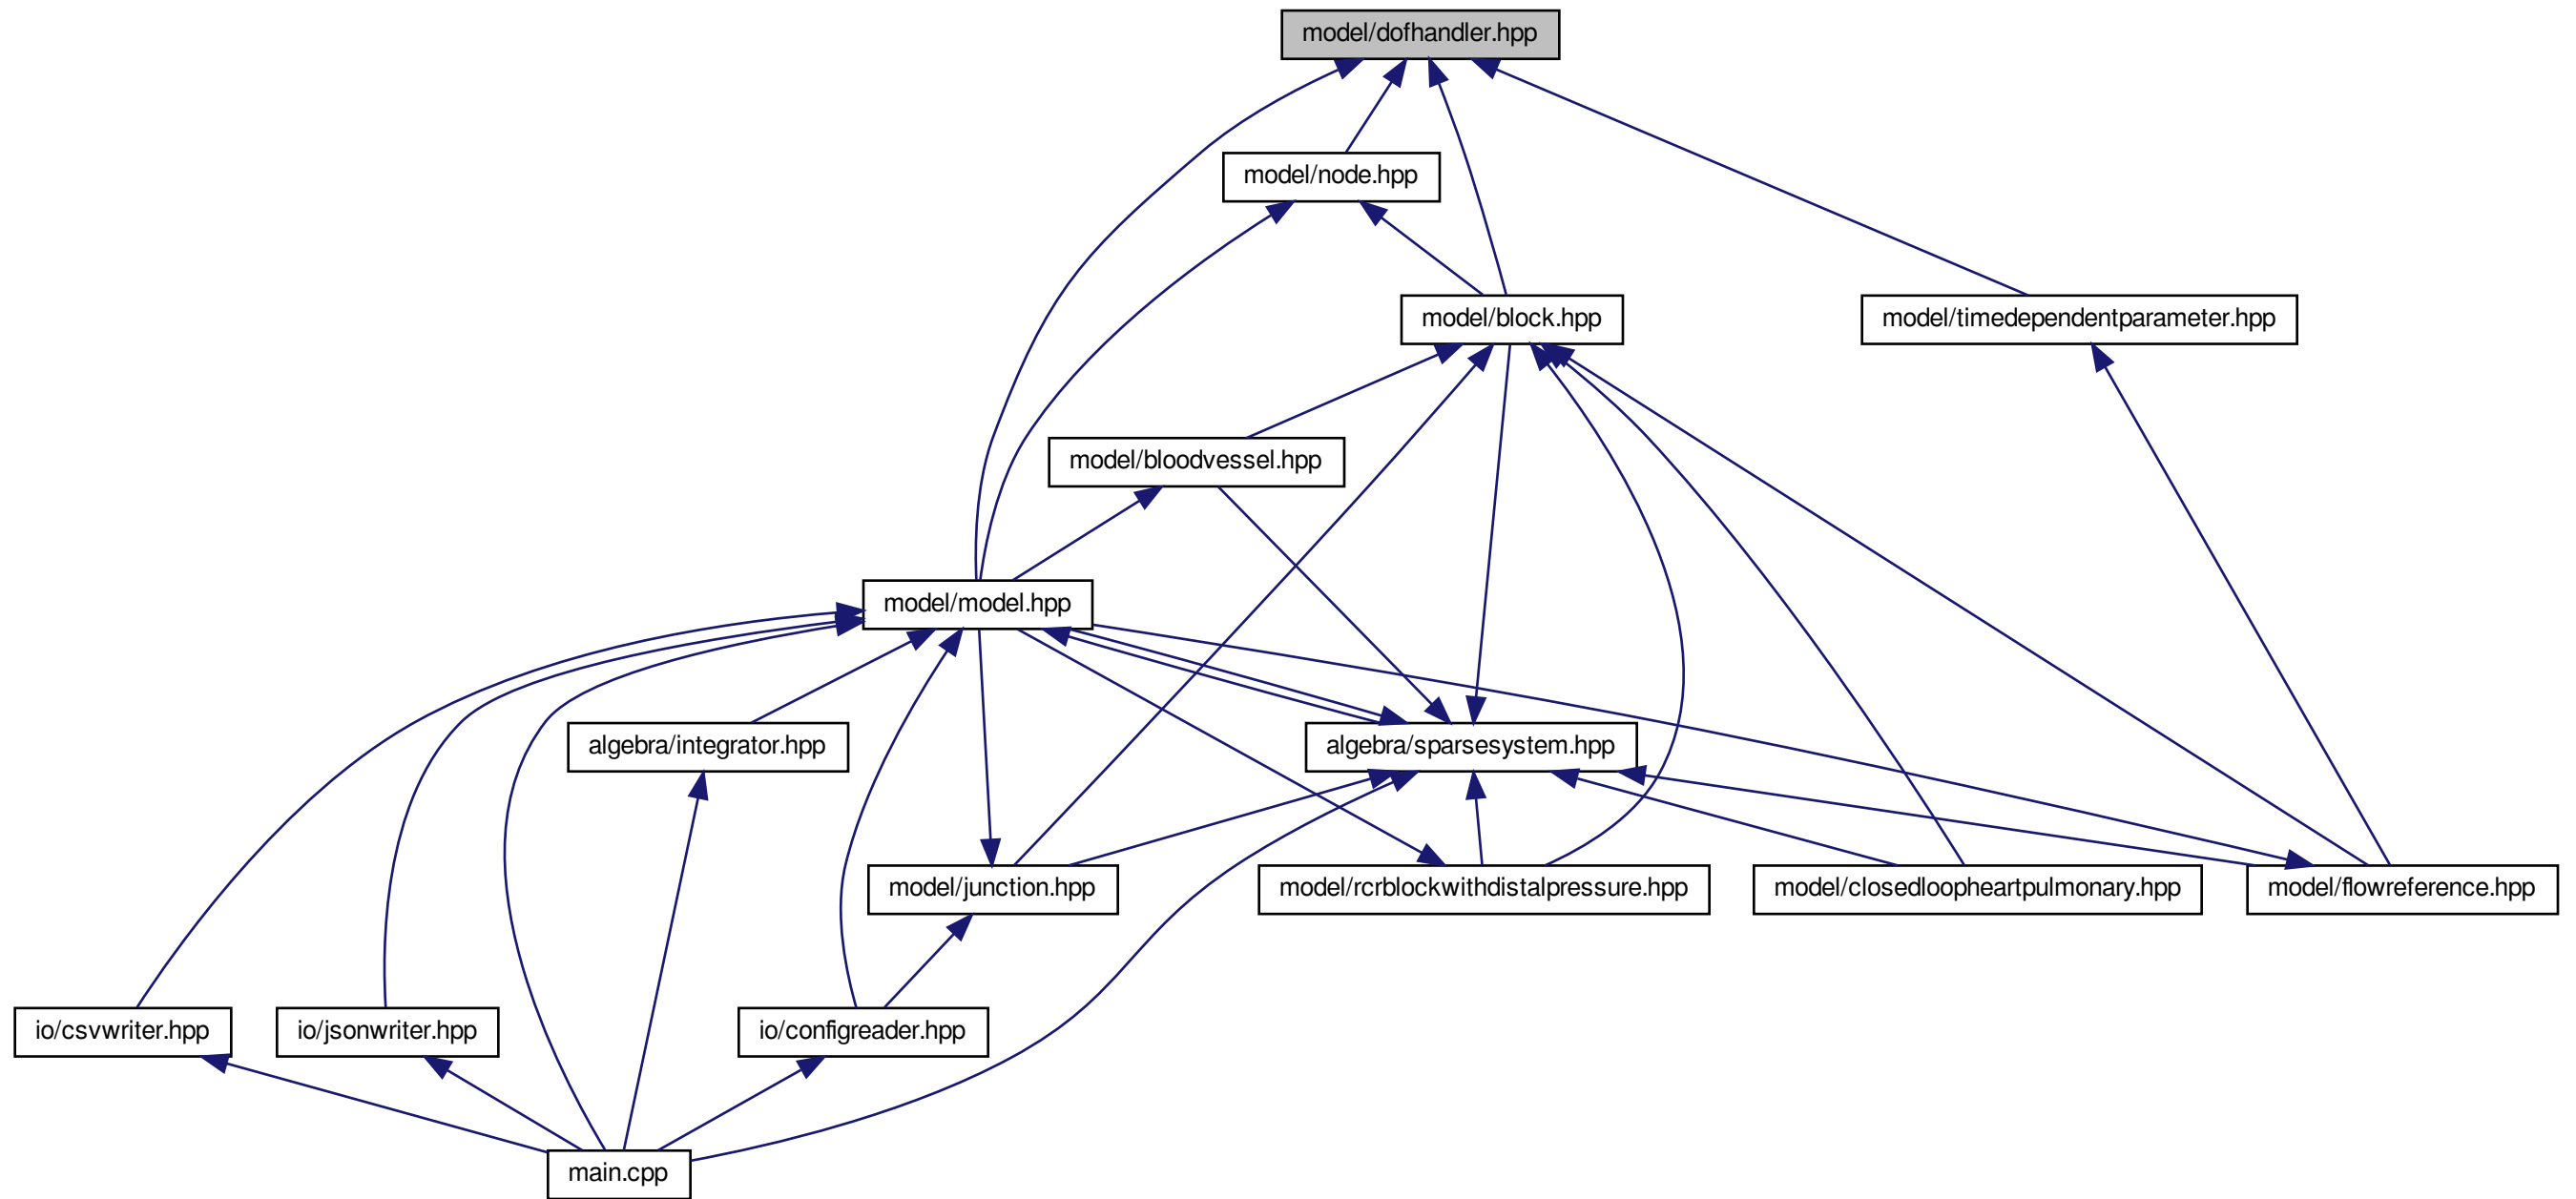 model/dofhandler.hpp
model/node.hpp
model/block.hpp
model/timedependentparameter.hpp
model/bloodvessel.hpp
model/model.hpp
algebra/integrator.hpp
algebra/sparsesystem.hpp
model/junction.hpp
model/rcrblockwithdistalpressure.hpp
model/closedloopheartpulmonary.hpp
model/flowreference.hpp
io/csvwriter.hpp
io/jsonwriter.hpp
io/configreader.hpp
main.cpp